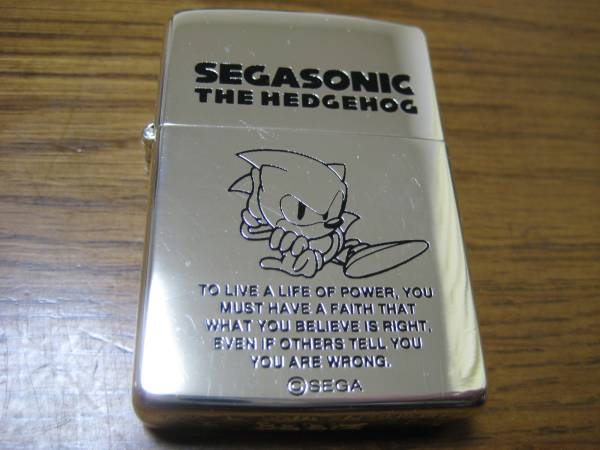 SEGASONIC
THE HEDGEHOG
TO LIVE A LIFE OF POWER, YOU
MUST HAVE A FAITH THAT
WHAT YOU BELIEVE IS RIGHT,
EVEN IF OTHERS TELL YOU
YOU ARE WRONG.
©SEGA